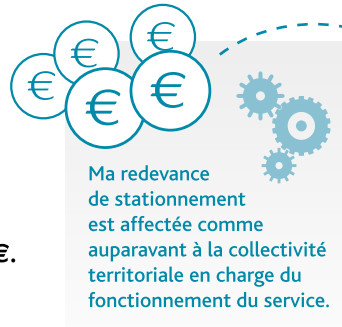 € € € € €
Ma redevance
de stationnement
est affectée comme
auparavant à la collectivité
€.
territoriale en charge du
fonctionnement du service.